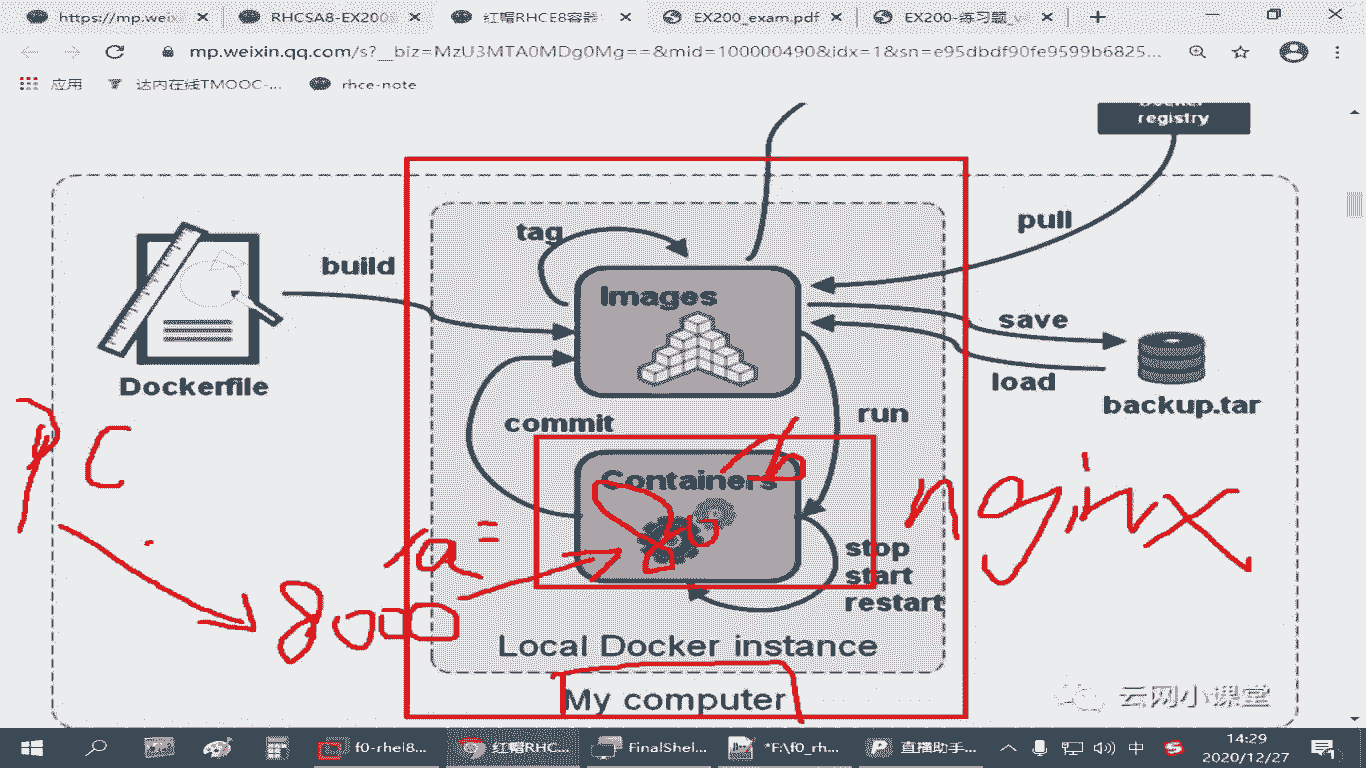 https://mp.weix
RHCSA8-EX200
红帽RHCE8容器
EX200_exam.pdf
EX200-练习题_v
mp.weixin.qq.com/s?__biz=MzU3MTA0MDg0Mg==&mid=100000490&idx=1&sn=e95dbdf90fe9599b6825...
应用
达内在线TMOOC-...
rhce-note
registry
pull
tag
build
Images
save
load
Dockerfile
backup.tar
commit
run
PC
Containers
80
nginx
stop
start
restart
8000
Local Docker instance
My computer
云网小课堂
f0-rhel8...
红帽RHC...
FinalShel...
*F:\f0_rh...
直播助手...
中
14:29
2020/12/27
1